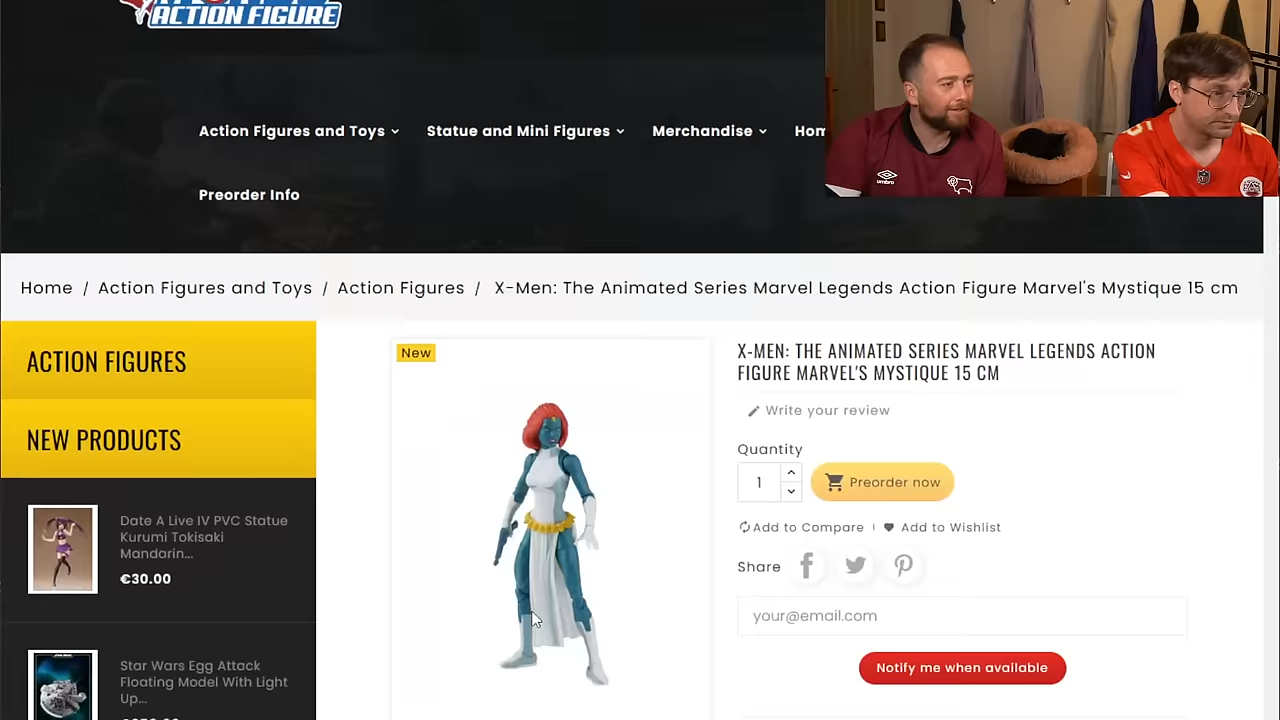 ACTION FIGURE
Action Figures and Toys
Statue and Mini Figures
Merchandise
Hom
Preorder Info
umbro
Home / Action Figures and Toys / Action Figures / X-Men: The Animated Series Marvel Legends Action Figure Marvel's Mystique 15 cm
ACTION FIGURES
NEW PRODUCTS
Date A Live IV PVC Statue
Kurumi Tokisaki
Mandarin...
€30.00
Star Wars Egg Attack
Floating Model With Light
Up...
New
X-MEN: THE ANIMATED SERIES MARVEL LEGENDS ACTION
FIGURE MARVEL'S MYSTIQUE 15 CM
Write your review
Quantity
1
Preorder now
Add to Compare
Add to Wishlist
Share
your@email.com
Notify me when available